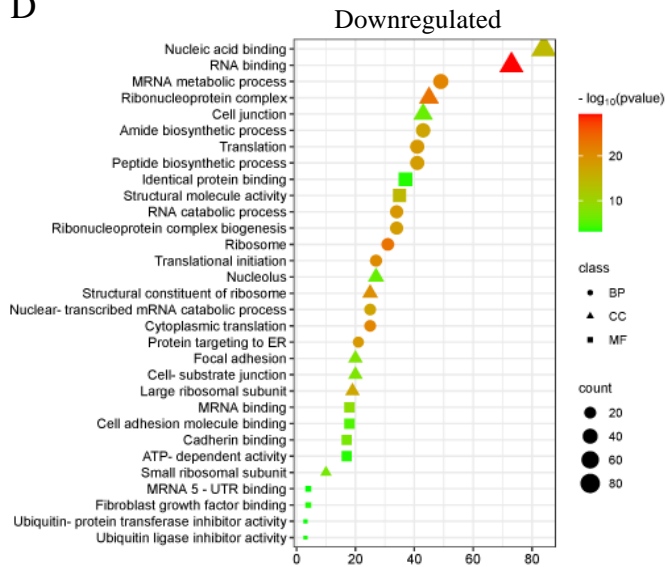 D
Downregulated
Nucleic acid binding
RNA binding
MRNA metabolic process
Ribonucleoprotein complex
Cell junction
Amide biosynthetic process
Translation
Peptide biosynthetic process
Identical protein binding
Structural molecule activity
RNA catabolic process
Ribonucleoprotein complex biogenesis
Ribosome
Translational initiation
Nucleolus
Structural constituent of ribosome
Nuclear- transcribed mRNA catabolic process
Cytoplasmic translation
Protein targeting to ER
Focal adhesion
Cell- substrate junction
Large ribosomal subunit
MRNA binding
Cell adhesion molecule binding
Cadherin binding
ATP- dependent activity
Small ribosomal subunit
MRNA 5 - UTR binding
Fibroblast growth factor binding
Ubiquitin- protein transferase inhibitor activity
Ubiquitin ligase inhibitor activity
0 20 40 60 80
- log10(pvalue)
20
10
class
BP
CC
MF
count
20
40
60
80